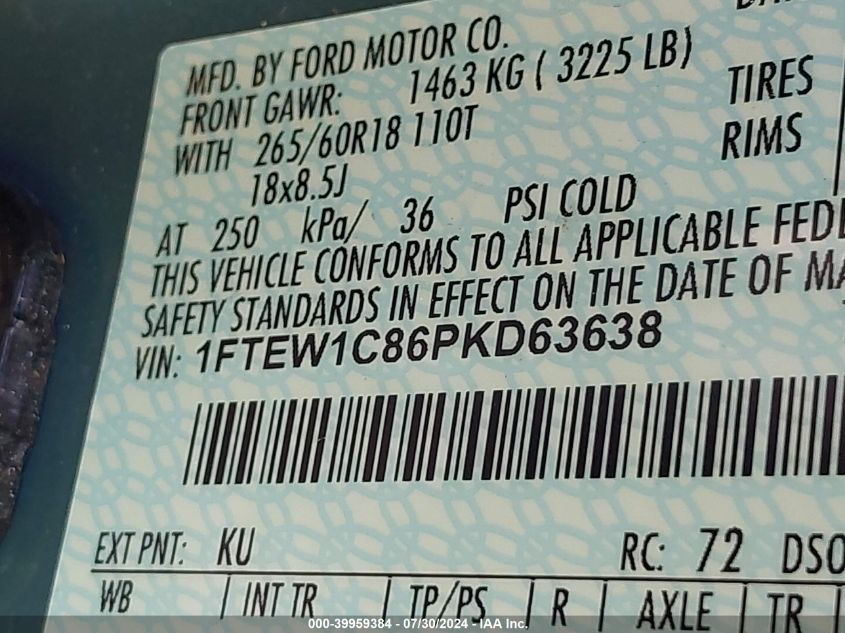 MFD. BY FORD MOTOR CO.
FRONT GAWR: 1463 KG ( 3225 LB)
WITH 265/60R18 110T TIRES
18x8.5J RIMS
AT 250 kPa/ 36 PSI COLD
THIS VEHICLE CONFORMS TO ALL APPLICABLE FEDE
SAFETY STANDARDS IN EFFECT ON THE DATE OF MA
VIN: 1FTEW1C86PKD63638
EXT PNT: KU RC: 72 DSO
WB INT TR TP/PS R AXLE TR
000-39959384 - 07/30/2024 - IAA Inc.